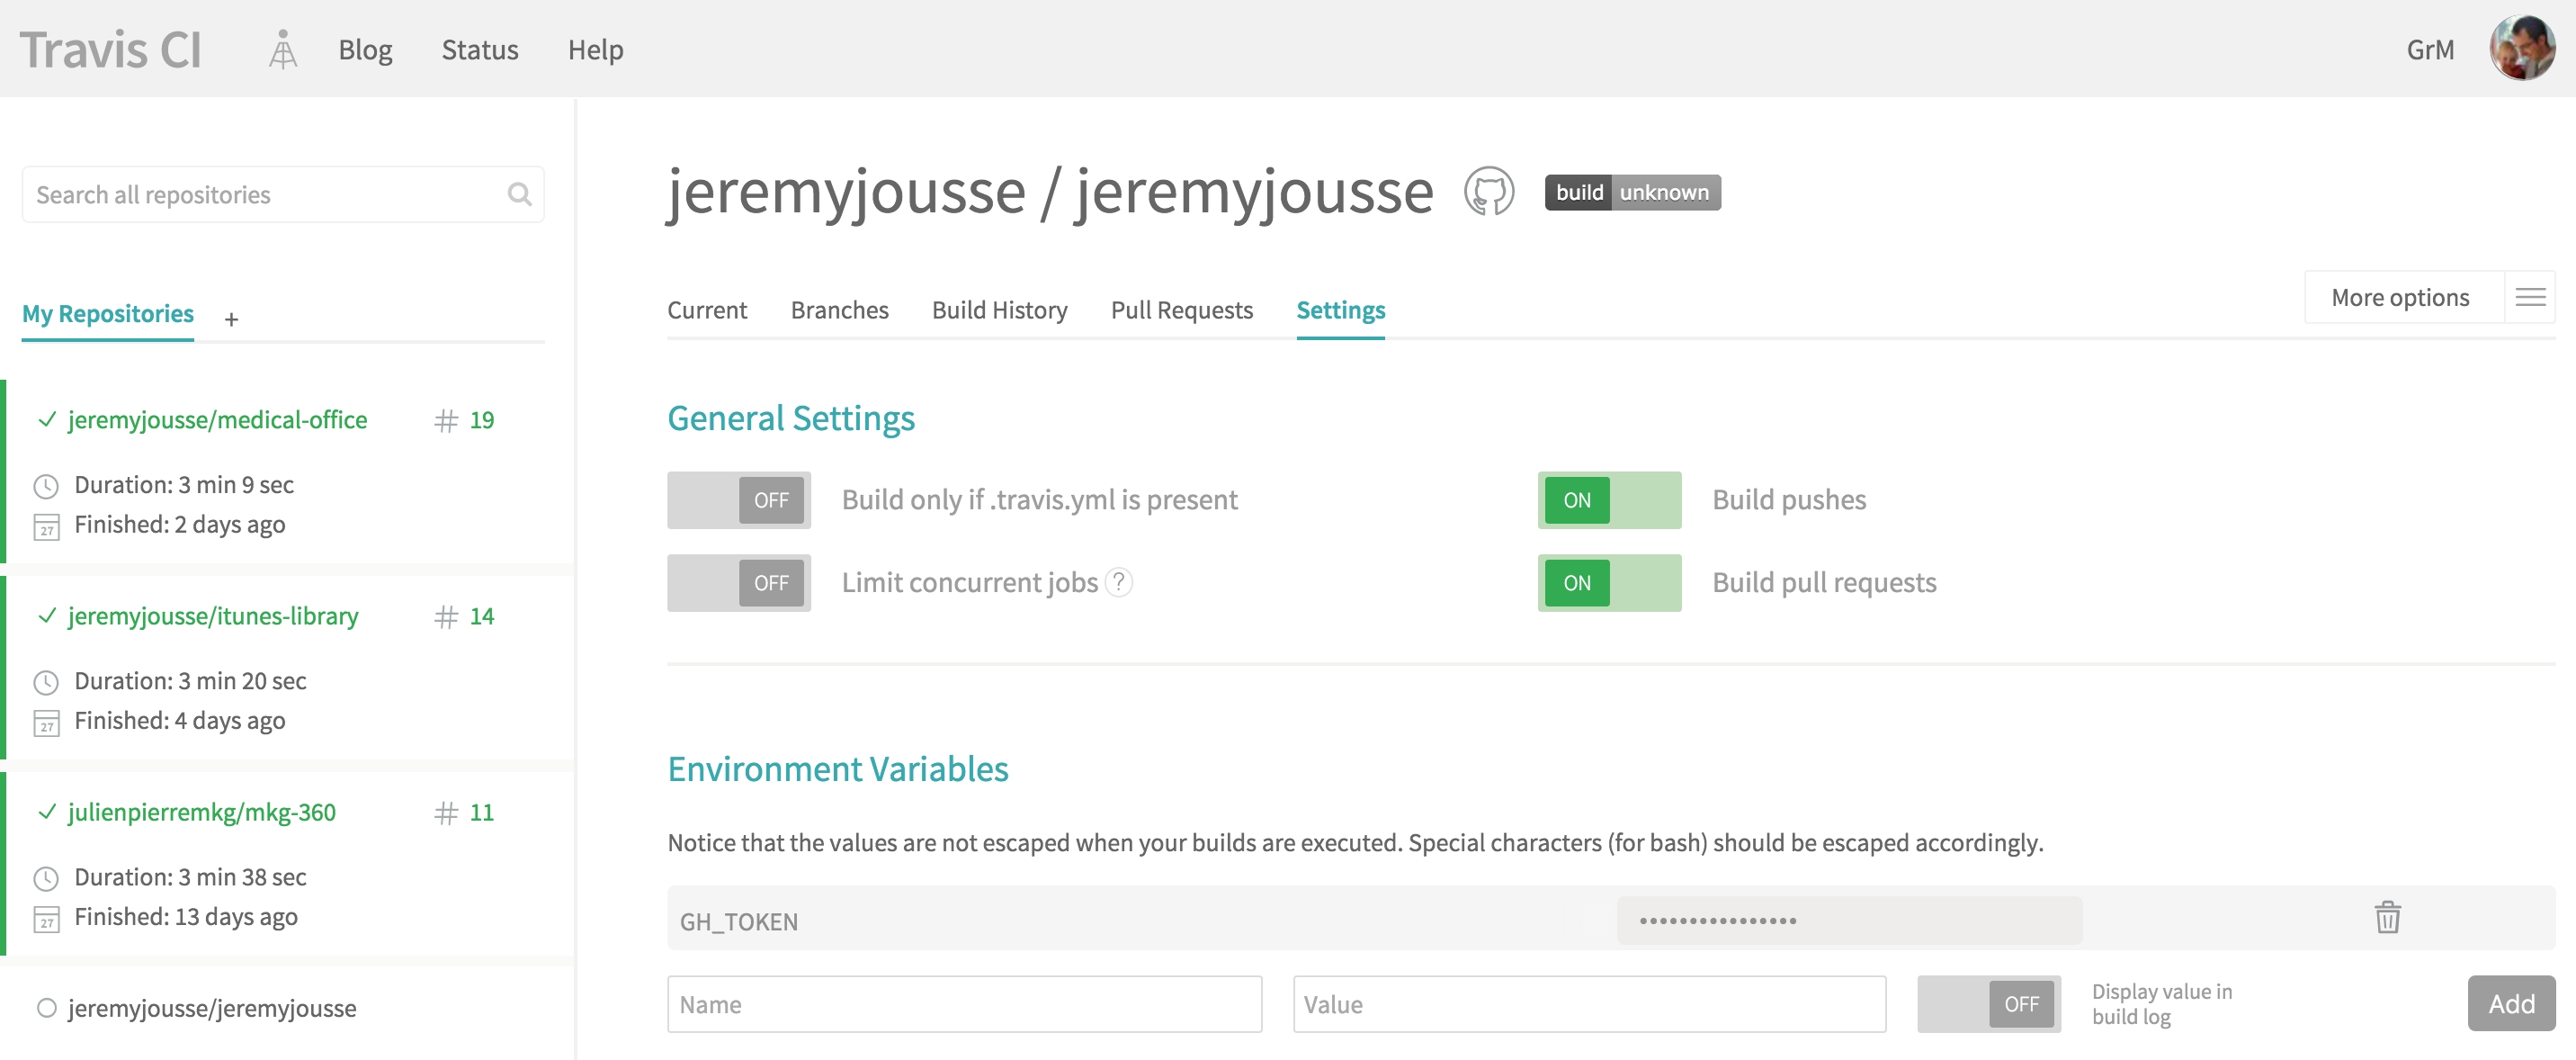 Travis CI
Blog
Status
Help
GrM
Search all repositories
My Repositories
+
jeremyjousse/medical-office # 19
Duration: 3 min 9 sec
27 Finished: 2 days ago
jeremyjousse/itunes-library # 14
Duration: 3 min 20 sec
27 Finished: 4 days ago
julienpierremkg/mkg-360 # 11
Duration: 3 min 38 sec
27 Finished: 13 days ago
jeremyjousse/jeremyjousse
jeremyjousse / jeremyjousse
build unknown
Current
Branches
Build History
Pull Requests
Settings
More options
General Settings
OFF Build only if .travis.yml is present
ON Build pushes
OFF Limit concurrent jobs ?
ON Build pull requests
Environment Variables
Notice that the values are not escaped when your builds are executed. Special characters (for bash) should be escaped accordingly.
GH_TOKEN ••••••••••••••••
Name
Value
OFF
Display value in
build log
Add